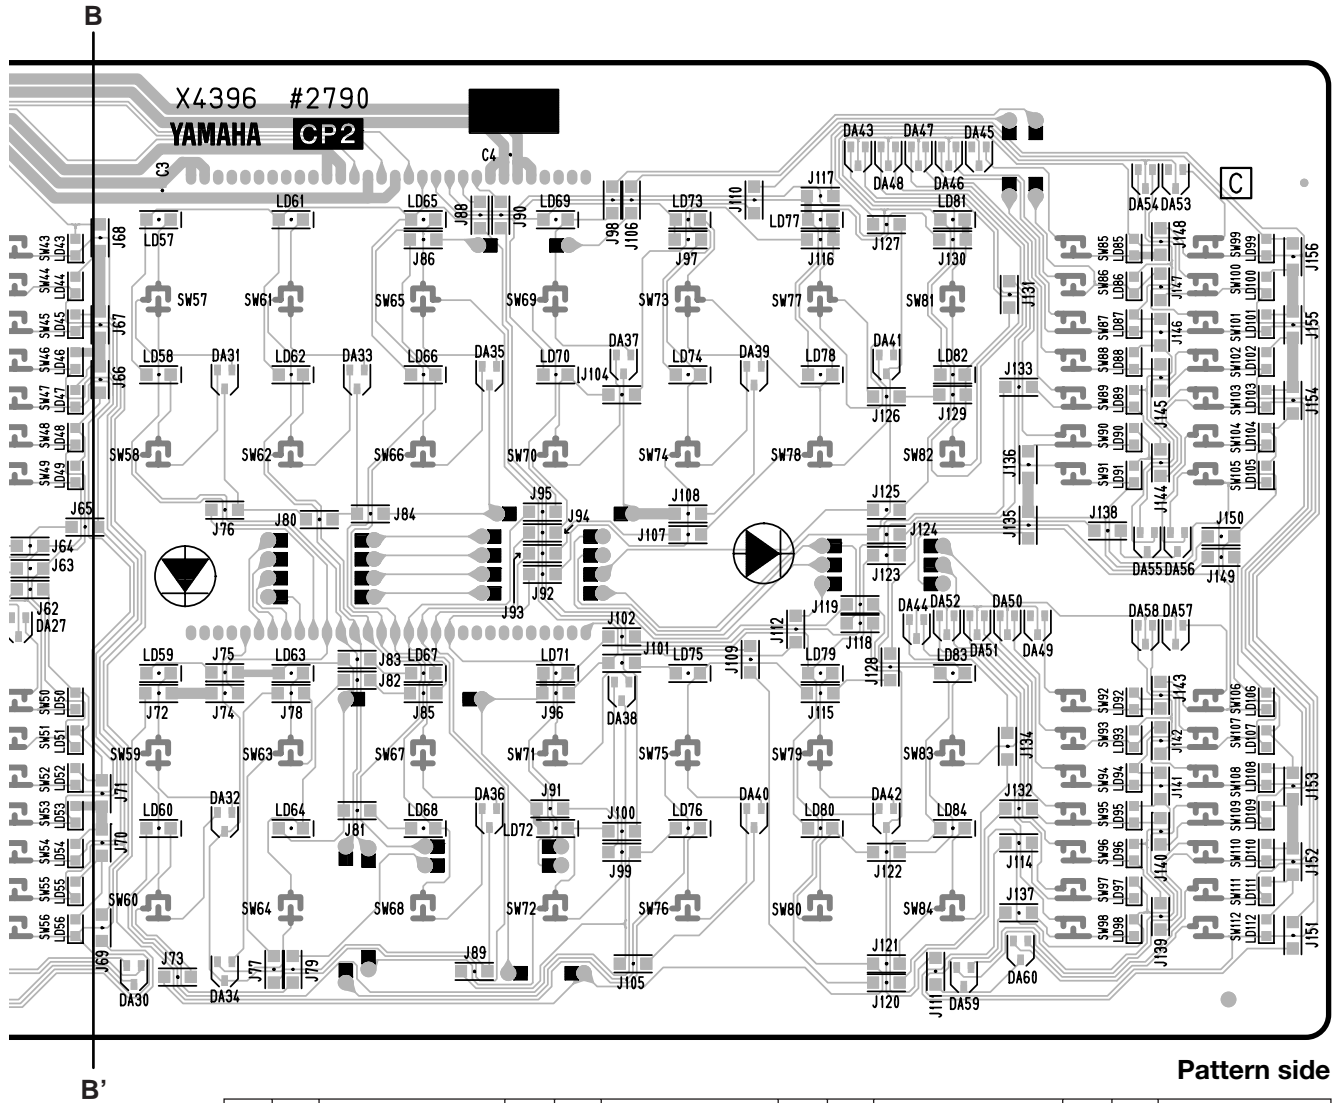 B
X4396 #2790
YAMAHA CP2
C3
C4
DA43 DA47 DA45
DA48 DA46
DA54 DA53
C
J88 J90 J98 J106 J110 J117
LD57 LD61 LD65 LD69 LD73 LD77 LD81
J86 J97 J116 J127 J130
J68 J131 J148 J156
SW43 LD43 SW85 LD85 SW99 LD99
SW44 LD44 SW86 LD86 J147 SW100 LD100
SW57 SW61 SW65 SW69 SW73 SW77 SW81
SW45 LD45 J67 SW87 LD87 J146 SW101 LD101 J155
SW46 LD46 SW88 LD88 SW102 LD102
LD58 DA31 LD62 DA33 LD66 DA35 LD70 DA37 LD74 DA39 LD78 DA41 LD82
J66 J104 J126 J129 J133
SW47 LD47 SW89 LD89 J145 SW103 LD103 J154
SW48 LD48 SW90 LD90 SW104 LD104
SW49 LD49 SW91 LD91 J144 SW105 LD105
SW58 SW62 SW66 SW70 SW74 SW78 SW82 J136
J65 J76 J80 J84 J95 J94 J108 J125 J124 J135 J138 J150
J64
J63
J107 J123
DA55 DA56 J149
J62
DA27
J93 J92 J102 J101 J109 J112 J119 J118
DA44 DA52 DA50
DA51 DA49
DA58 DA57
LD59 J75 LD63 J83 LD67 LD71 LD75 LD79 J128 LD83
J82
J72 J74 J78 J85 J96 DA38 J115
SW50 LD50 SW92 LD92 J143 SW106 LD106
SW51 LD51 SW93 LD93 J142 SW107 LD107
SW59 SW63 SW67 SW71 SW75 SW79 SW83 J134
SW52 LD52 J71 SW94 LD94 J141 SW108 LD108 J153
SW53 LD53 SW95 LD95 SW109 LD109
LD60 DA32 LD64 J81 LD68 DA36 J91 LD72 J100 LD76 DA40 LD80 DA42 LD84 J132
J99 J122 J114
SW54 LD54 J70 SW96 LD96 J140 SW110 LD110 J152
SW55 LD55 SW97 LD97 SW111 LD111
SW60 SW64 SW68 SW72 SW76 SW80 SW84 J137
SW56 LD56 SW98 LD98 J139 SW112 LD112 J151
J69 J73 J77 J79 J89 J105 J121
DA30 DA34 J120 J111 DA59 DA60
Pattern side
B’